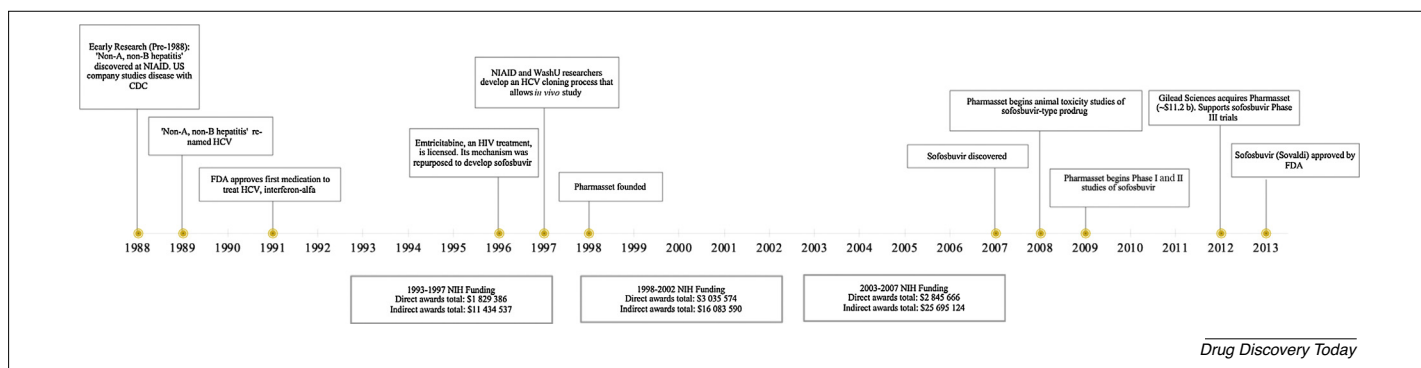 Eearly Research (Pre-1988):
'Non-A, non-B hepatitis'
discovered at NIAID. US
company studies disease with
CDC
'Non-A, non-B hepatitis' re-
named HCV
FDA approves first medication to
treat HCV, interferon-alfa
Emtricitabine, an HIV treatment,
is licensed. Its mechanism was
repurposed to develop sofosbuvir
NIAID and WashU researchers
develop an HCV cloning process that
allows in vivo study
Pharmasset founded
Sofosbuvir discovered
Pharmasset begins animal toxicity studies of
sofosbuvir-type prodrug
Pharmasset begins Phase I and II
studies of sofosbuvir
Gilead Sciences acquires Pharmasset
(~$11.2 b). Supports sofosbuvir Phase
III trials
Sofosbuvir (Sovaldi) approved by
FDA
1988 1989 1990 1991 1992 1993 1994 1995 1996 1997 1998 1999 2000 2001 2002 2003 2004 2005 2006 2007 2008 2009 2010 2011 2012 2013
1993-1997 NIH Funding
Direct awards total: $1 829 386
Indirect awards total: $11 434 537
1998-2002 NIH Funding
Direct awards total: $3 035 574
Indirect awards total: $16 083 590
2003-2007 NIH Funding
Direct awards total: $2 845 666
Indirect awards total: $25 695 124
Drug Discovery Today